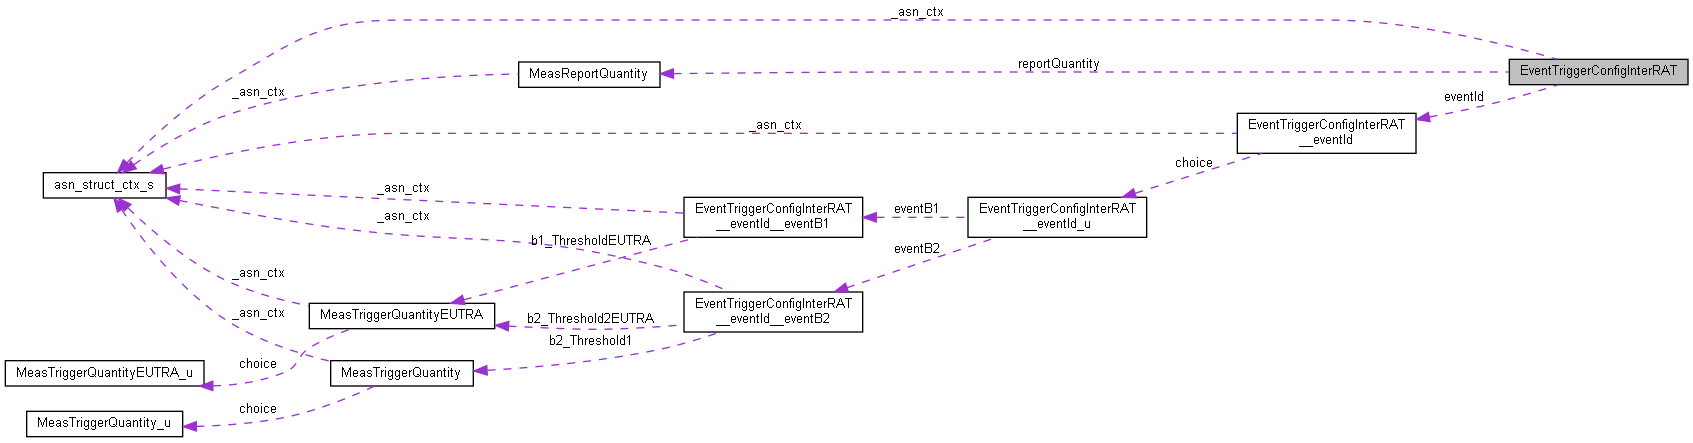 _asn_ctx
reportQuantity
MeasReportQuantity
EventTriggerConfigInterRAT
_asn_ctx
eventId
_asn_ctx
EventTriggerConfigInterRAT
__eventId
choice
asn_struct_ctx_s
_asn_ctx
EventTriggerConfigInterRAT
__eventId__eventB1
eventB1
EventTriggerConfigInterRAT
__eventId_u
_asn_ctx
b1_ThresholdEUTRA
eventB2
_asn_ctx
EventTriggerConfigInterRAT
__eventId__eventB2
_asn_ctx
MeasTriggerQuantityEUTRA
b2_Threshold2EUTRA
b2_Threshold1
choice
MeasTriggerQuantityEUTRA_u
MeasTriggerQuantity
choice
MeasTriggerQuantity_u